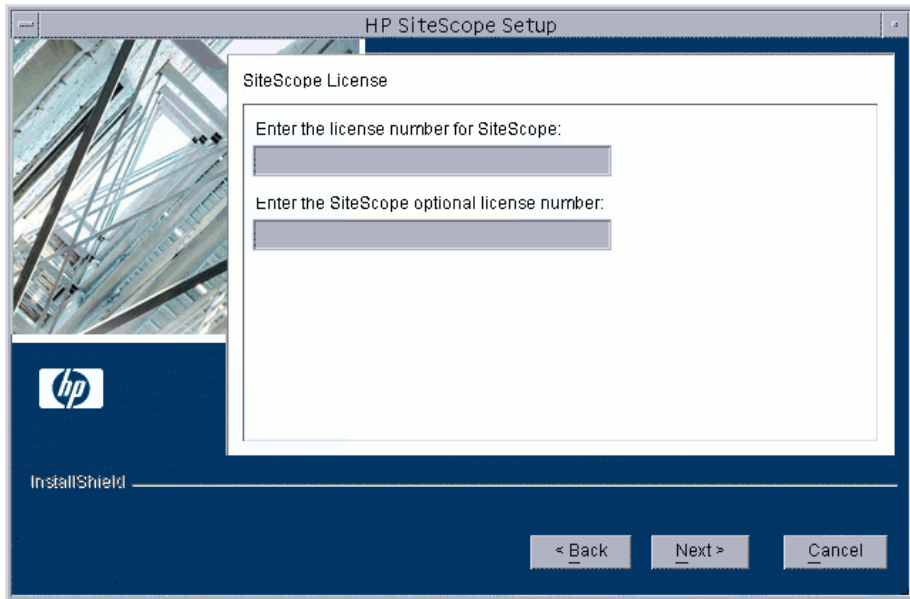 HP SiteScope Setup
SiteScope License
Enter the license number for SiteScope:
Enter the SiteScope optional license number:
hp
InstallShield
< Back
Next >
Cancel